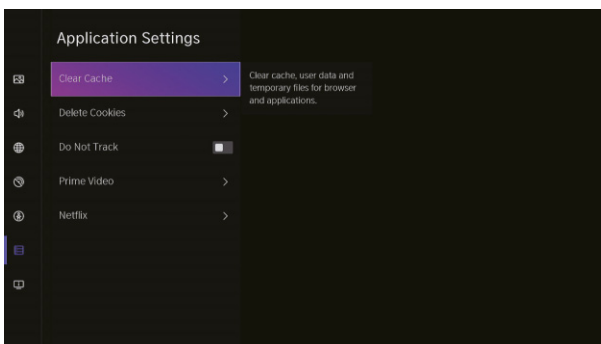 Application Settings
Clear Cache
Clear cache, user data and
temporary files for browser
and applications.
Delete Cookies
Do Not Track
Prime Video
Netflix